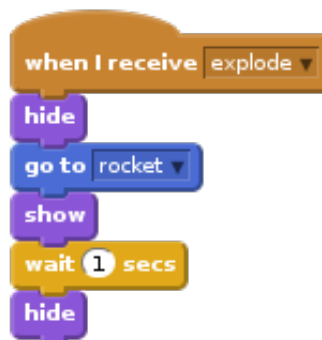 when I receive explode
hide
go to rocket
show
wait 1 secs
hide